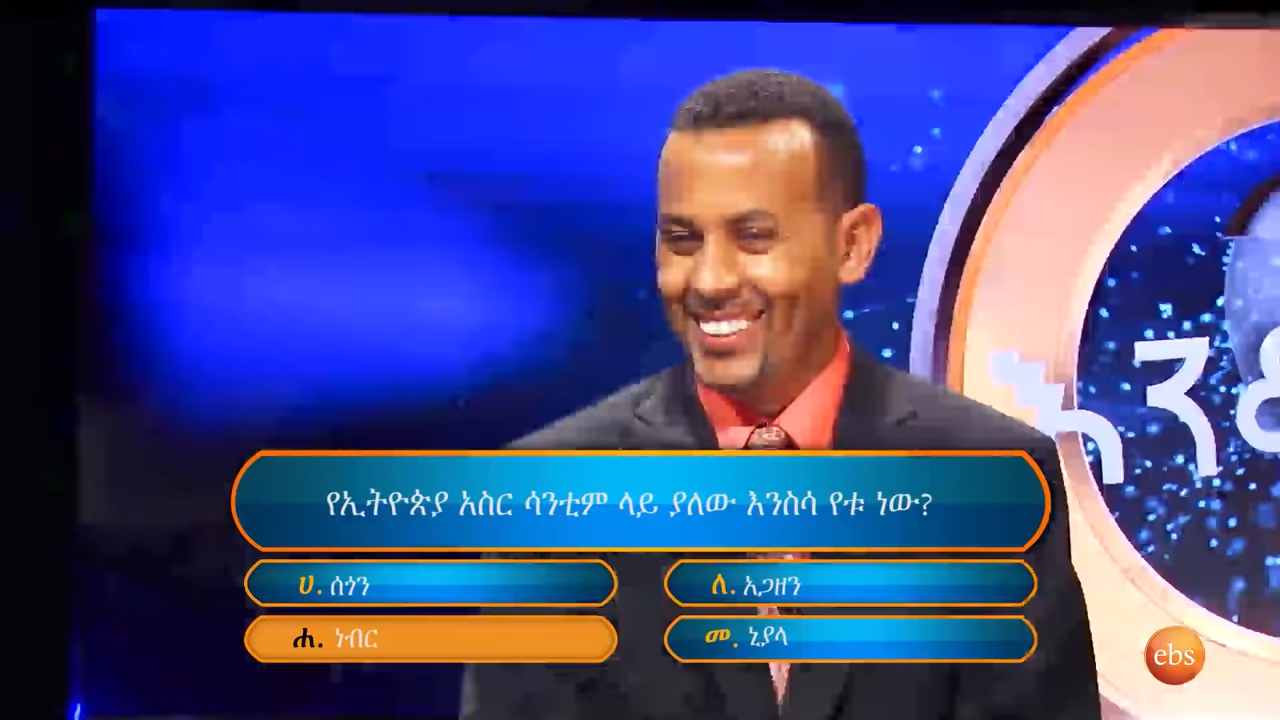 የኢትዮጵያ አስር ሳንቲም ላይ ያለው እንስሳ የቱ ነው?
ሀ. ሰጎን
ለ. አጋዘን
ሐ. ነብር
መ. ኒያላ
ebs